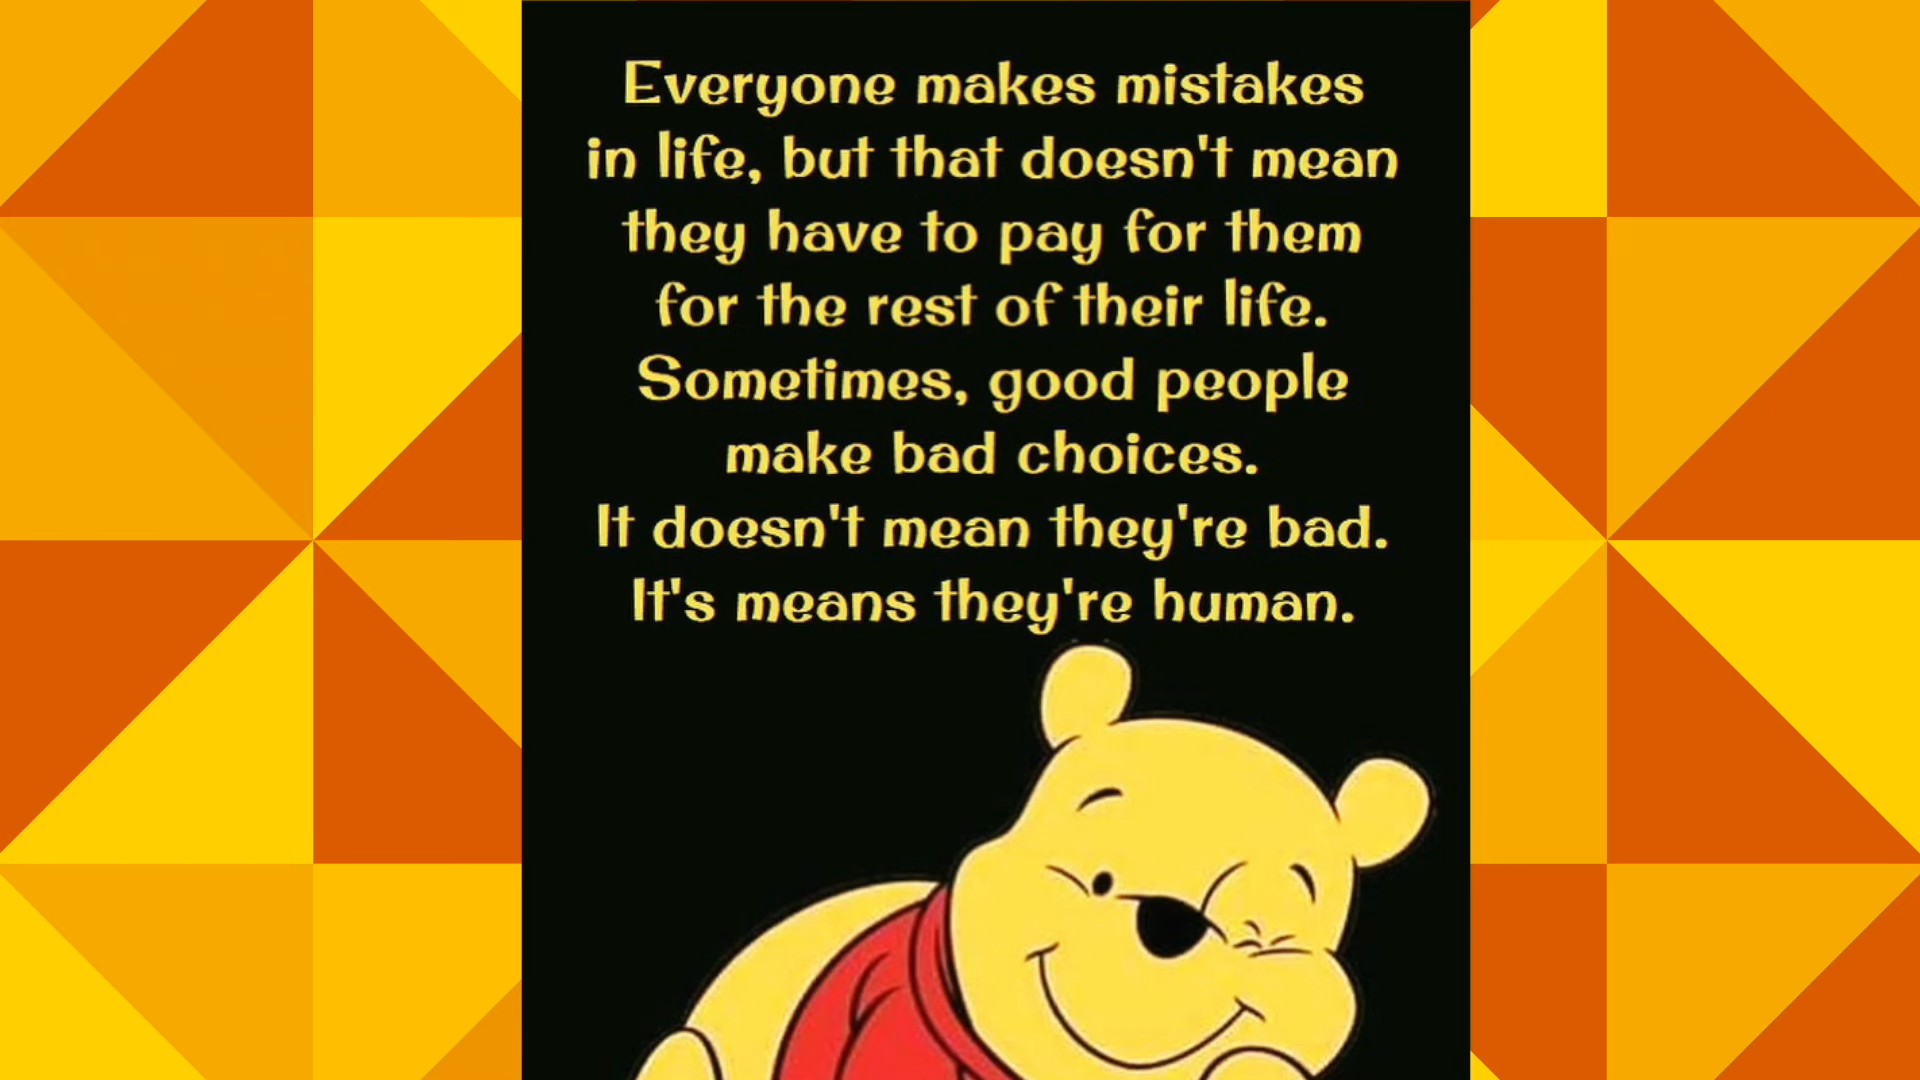 Everyone makes mistakes
in life, but that doesn't mean
they have to pay for them
for the rest of their life.
Sometimes, good people
make bad choices.
It doesn't mean they're bad.
It's means they're human.